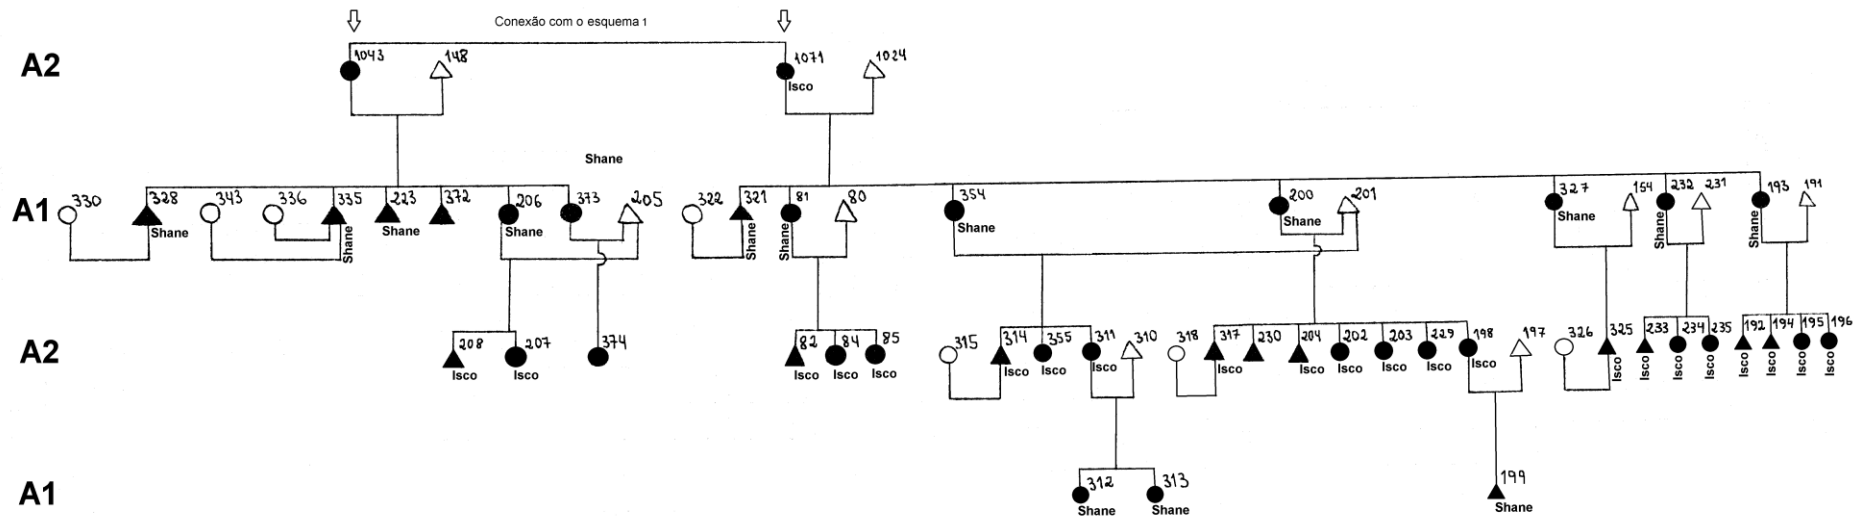 Conexão com o esquema 1
A2 1043 148 1071 1024
Isco
Shane
A1 330 328 343 336 335 223 372 206 373 205 322 321 81 80 354 200 201 327 154 232 231 193 191
Shane Shane Shane Shane Shane Shane Shane Shane Shane Shane Shane
A2 208 207 374 82 84 85 315 314 355 311 310 318 317 230 204 202 203 229 198 197 326 325 233 234 235 192 194 195 196
Isco Isco Isco Isco Isco Isco Isco Isco Isco Isco Isco Isco Isco Isco Isco Isco Isco Isco Isco Isco Isco Isco
A1 312 313 199
Shane Shane Shane